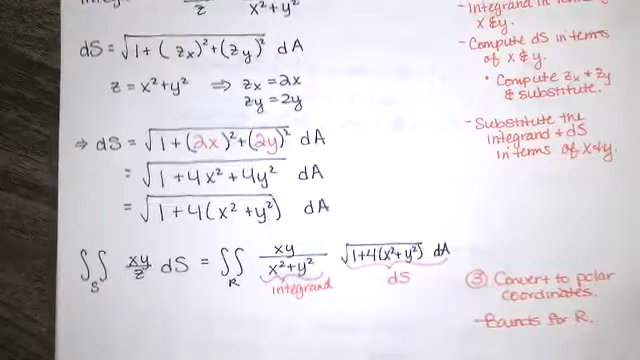 z x²+y²
dS = √(1 + (zx)² + (zy)²) dA
z = x²+y² ⇒ zx = 2x
zy = 2y
⇒ dS = √(1 + (2x)² + (2y)²) dA
= √(1 + 4x² + 4y²) dA
= √(1 + 4(x² + y²)) dA
∬S xy/z dS = ∬R xy/(x²+y²) √(1+4(x²+y²)) dA
integrand dS
x & y.
- Compute dS in terms
of x & y.
• Compute zx + zy
& substitute.
- Substitute the
integrand + dS
in terms of x + y.
③ Convert to polar
coordinates.
- Bounds for R.